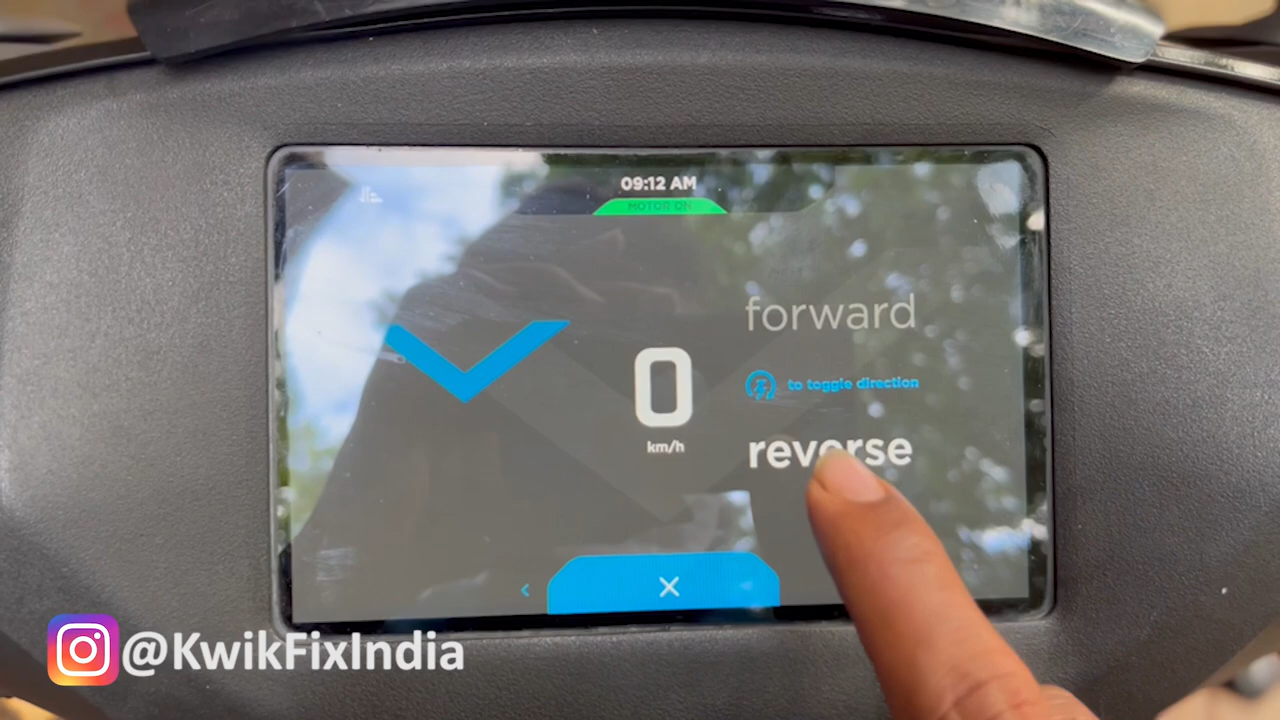 09:12 AM
MOTOR ON
forward
to toggle direction
0
km/h
reverse
@KwikFixIndia